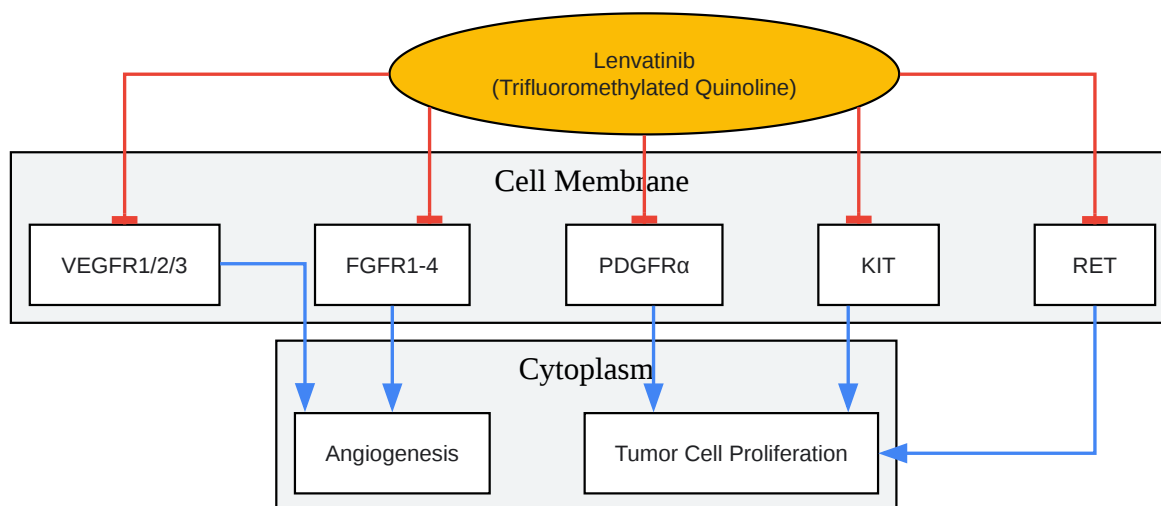 Lenvatinib
(Trifluoromethylated Quinoline)
Cell Membrane
VEGFR1/2/3
FGFR1-4
PDGFRα
KIT
RET
Cytoplasm
Angiogenesis
Tumor Cell Proliferation